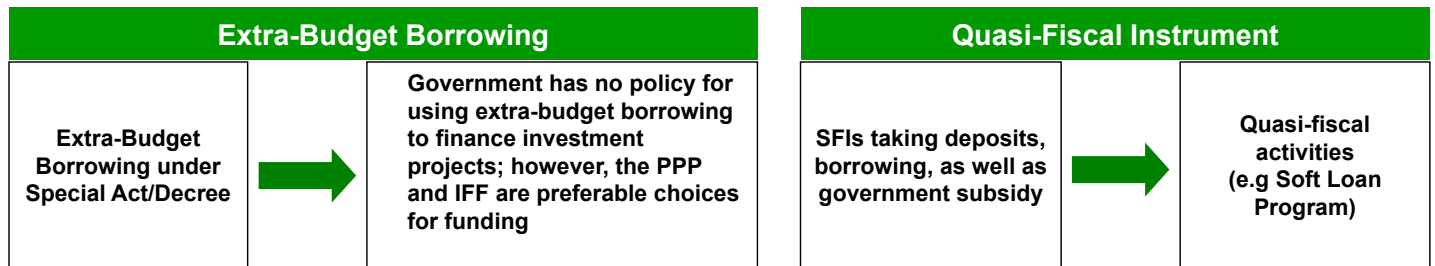 Extra-Budget Borrowing
Extra-Budget
Borrowing under
Special Act/Decree
Government has no policy for
using extra-budget borrowing
to finance investment
projects; however, the PPP
and IFF are preferable choices
for funding
Quasi-Fiscal Instrument
SFIs taking deposits,
borrowing, as well as
government subsidy
Quasi-fiscal
activities
(e.g Soft Loan
Program)